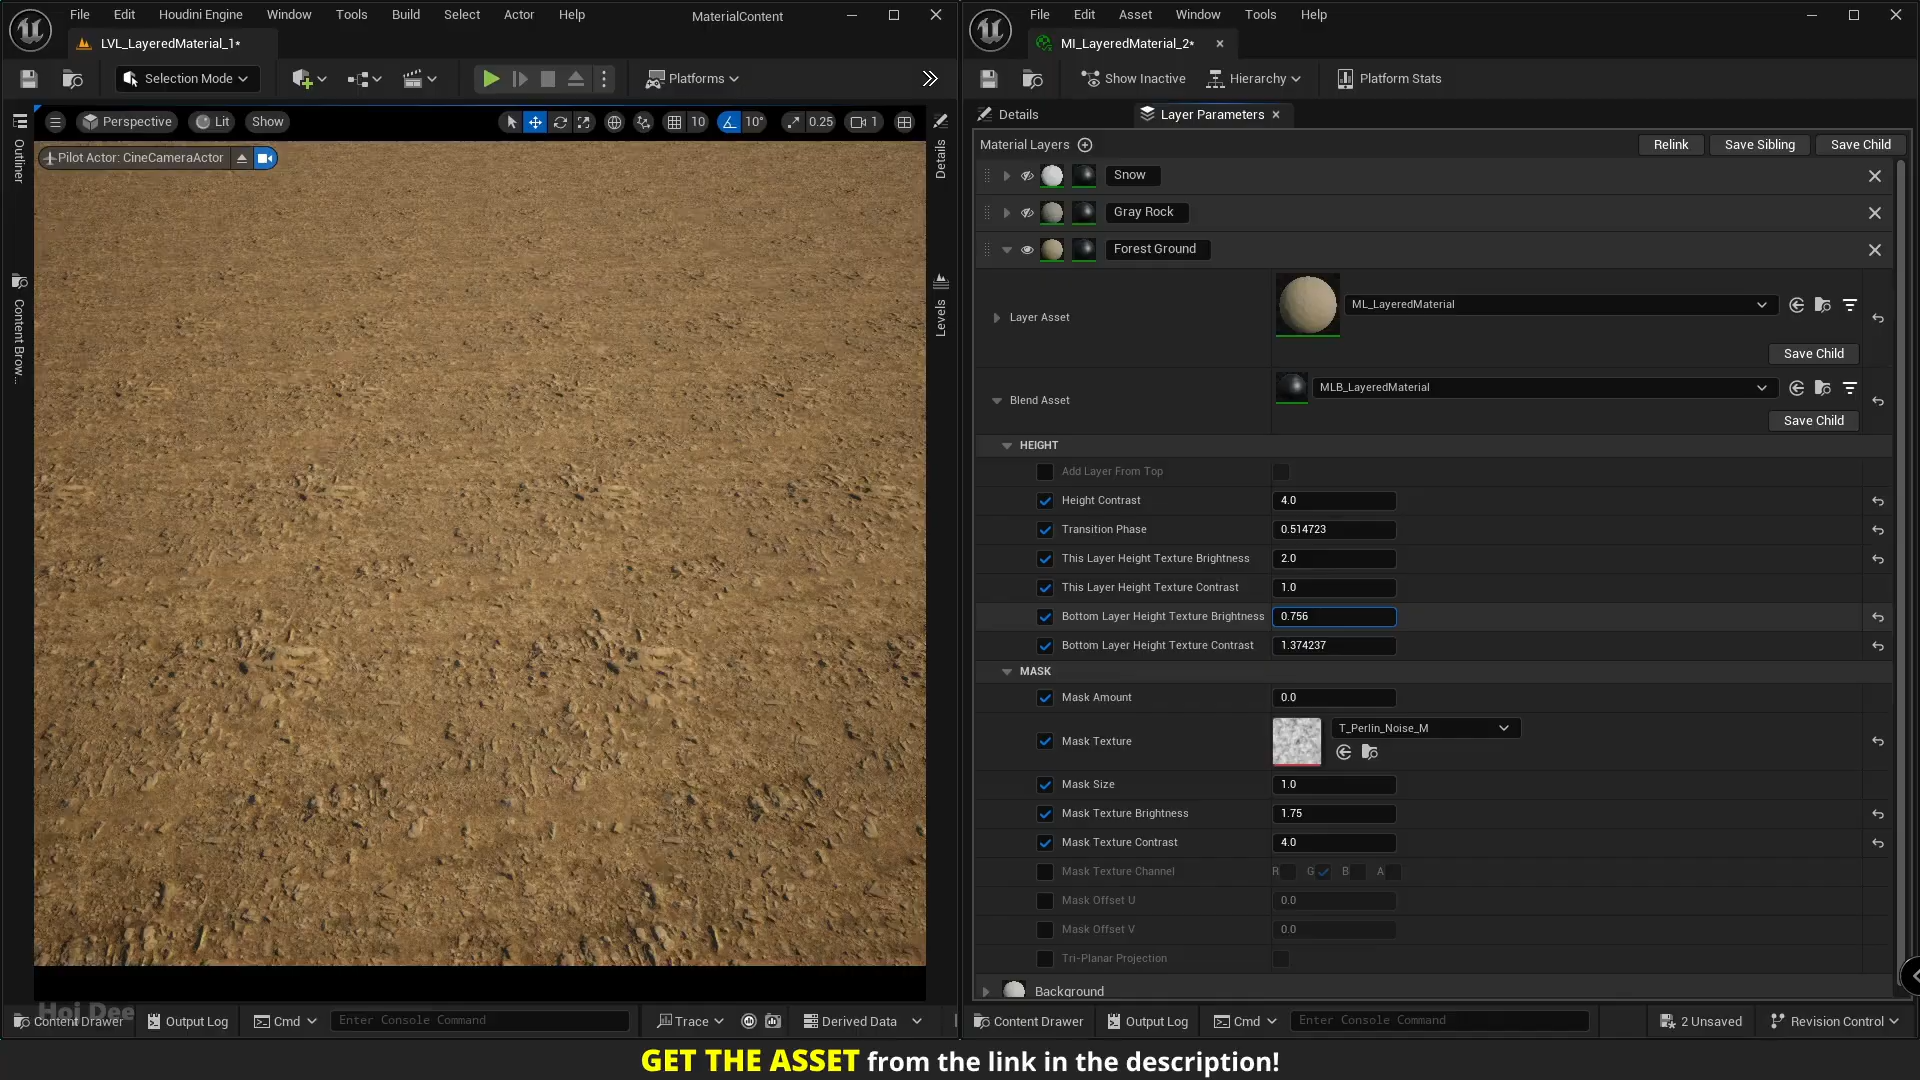 File Edit Houdini Engine Window Tools Build Select Actor Help MaterialContent
LVL_LayeredMaterial_1*
Selection Mode Platforms
Perspective Lit Show 10 10° 0.25 1
Pilot Actor: CineCameraActor
Outliner
Content Brow...
Details
Levels
Hoi Dee
Content Drawer Output Log Cmd Enter Console Command Trace Derived Data
File Edit Asset Window Tools Help
MI_LayeredMaterial_2*
Show Inactive Hierarchy Platform Stats
Details Layer Parameters
Material Layers Relink Save Sibling Save Child
Snow
Gray Rock
Forest Ground
Layer Asset ML_LayeredMaterial
Save Child
Blend Asset MLB_LayeredMaterial
Save Child
HEIGHT
Add Layer From Top
Height Contrast 4.0
Transition Phase 0.514723
This Layer Height Texture Brightness 2.0
This Layer Height Texture Contrast 1.0
Bottom Layer Height Texture Brightness 0.756
Bottom Layer Height Texture Contrast 1.374237
MASK
Mask Amount 0.0
Mask Texture T_Perlin_Noise_M
Mask Size 1.0
Mask Texture Brightness 1.75
Mask Texture Contrast 4.0
Mask Texture Channel R G B A
Mask Offset U 0.0
Mask Offset V 0.0
Tri-Planar Projection
Background
Content Drawer Output Log Cmd Enter Console Command 2 Unsaved Revision Control
GET THE ASSET from the link in the description!